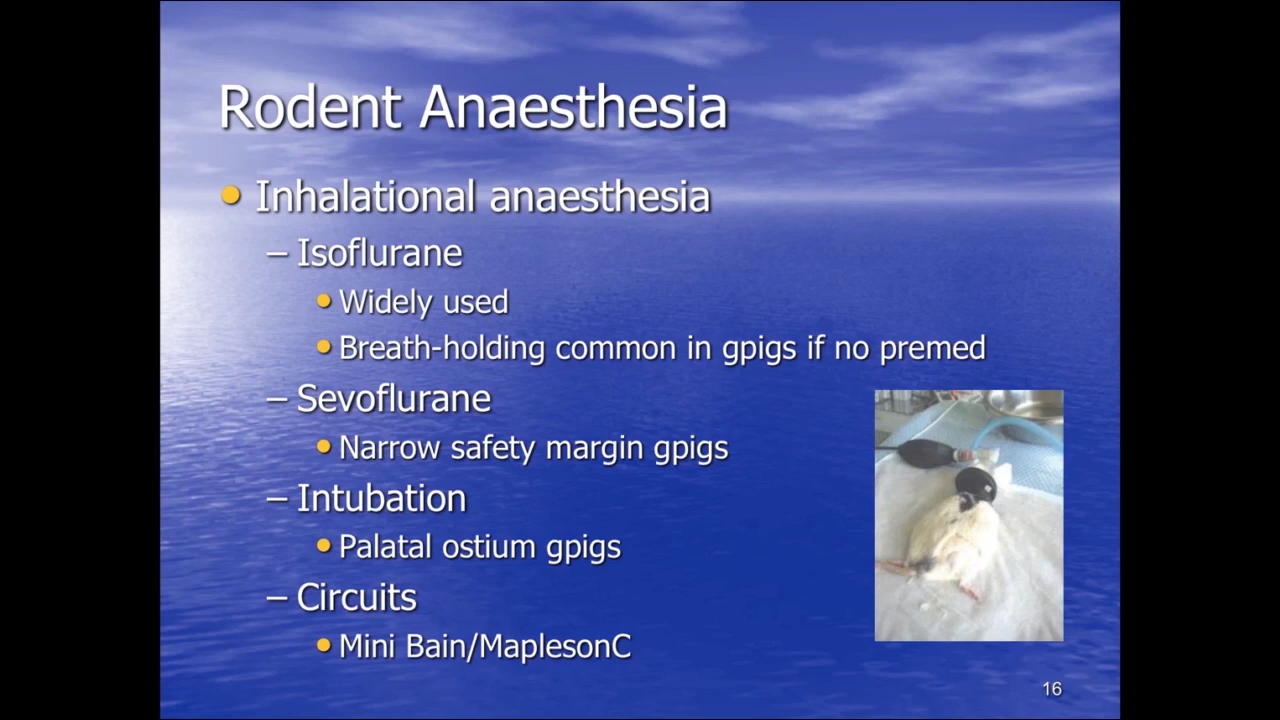 Rodent Anaesthesia
• Inhalational anaesthesia
– Isoflurane
• Widely used
• Breath-holding common in gpigs if no premed
– Sevoflurane
• Narrow safety margin gpigs
– Intubation
• Palatal ostium gpigs
– Circuits
• Mini Bain/MaplesonC
16